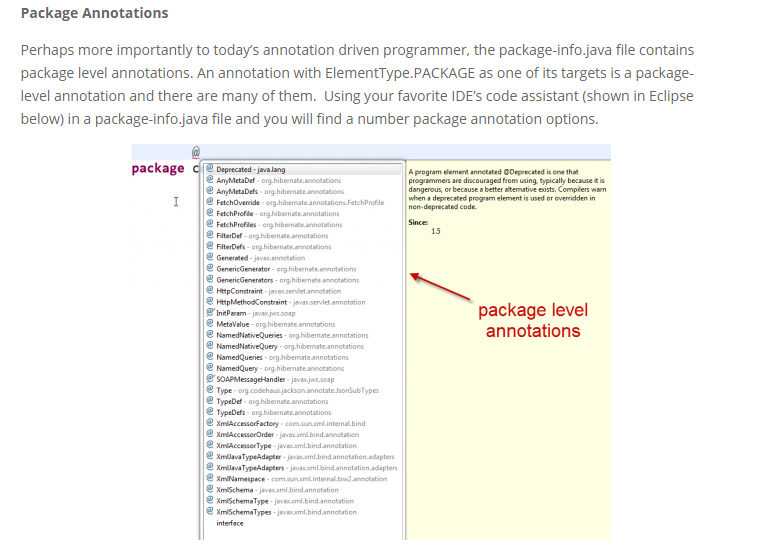 Package Annotations
Perhaps more importantly to today's annotation driven programmer, the package-info.java file contains
package level annotations. An annotation with ElementType.PACKAGE as one of its targets is a package-
level annotation and there are many of them.  Using your favorite IDE's code assistant (shown in Eclipse
below) in a package-info.java file and you will find a number package annotation options.
@
package c
Deprecated - java.lang
AnyMetaDef - org.hibernate.annotations
AnyMetaDefs - org.hibernate.annotations
FetchOverride - org.hibernate.annotations.FetchProfile
FetchProfile - org.hibernate.annotations
FetchProfiles - org.hibernate.annotations
FilterDef - org.hibernate.annotations
FilterDefs - org.hibernate.annotations
Generated - javax.annotation
GenericGenerator - org.hibernate.annotations
GenericGenerators - org.hibernate.annotations
HttpConstraint - javax.servlet.annotation
HttpMethodConstraint - javax.servlet.annotation
InitParam - javax.jws.soap
MetaValue - org.hibernate.annotations
NamedNativeQueries - org.hibernate.annotations
NamedNativeQuery - org.hibernate.annotations
NamedQueries - org.hibernate.annotations
NamedQuery - org.hibernate.annotations
SOAPMessageHandler - javax.jws.soap
Type - org.codehaus.jackson.annotate.JsonSubTypes
TypeDef - org.hibernate.annotations
TypeDefs - org.hibernate.annotations
XmlAccessorFactory - com.sun.xml.internal.bind
XmlAccessorOrder - javax.xml.bind.annotation
XmlAccessorType - javax.xml.bind.annotation
XmlJavaTypeAdapter - javax.xml.bind.annotation.adapters
XmlJavaTypeAdapters - javax.xml.bind.annotation.adapters
XmlNamespace - com.sun.xml.internal.txw2.annotation
XmlSchema - javax.xml.bind.annotation
XmlSchemaType - javax.xml.bind.annotation
XmlSchemaTypes - javax.xml.bind.annotation
interface
A program element annotated @Deprecated is one that
programmers are discouraged from using, typically because it is
dangerous, or because a better alternative exists. Compilers warn
when a deprecated program element is used or overridden in
non-deprecated code.
Since:
1.5
package level
annotations